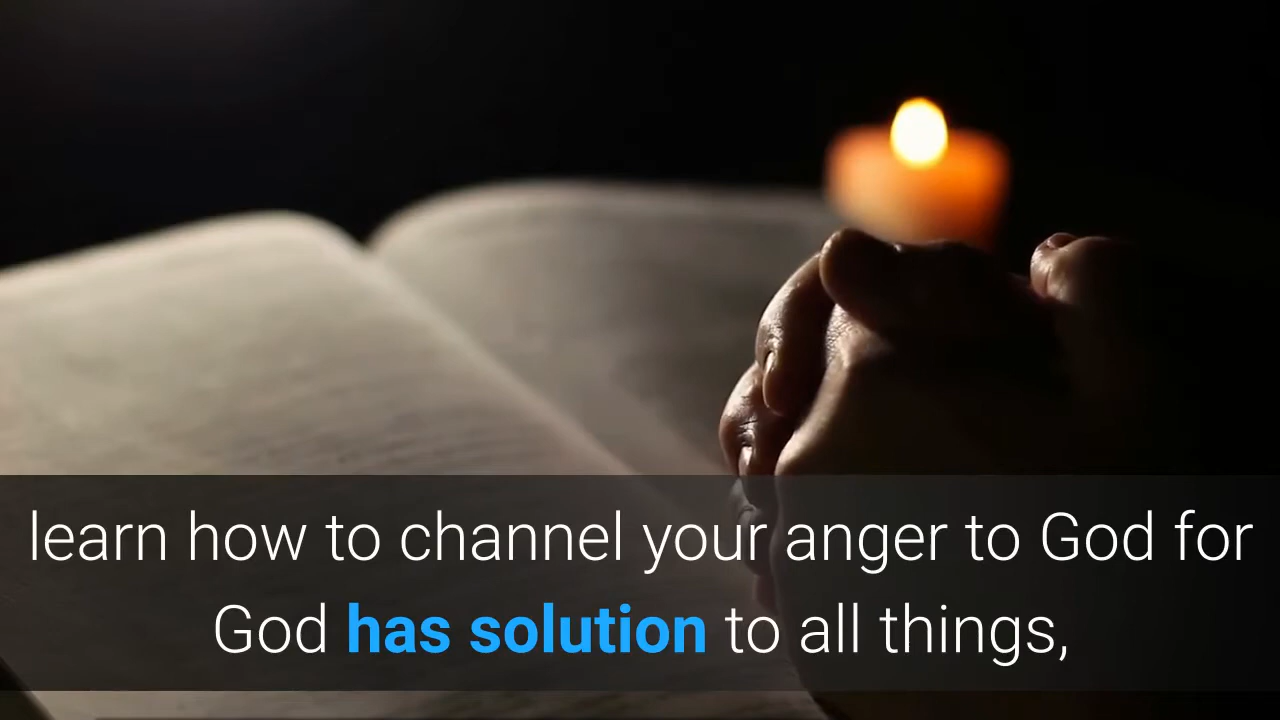 learn how to channel your anger to God for
God has solution to all things,